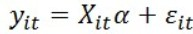 y_{it} = X_{it}α + ε_{it}